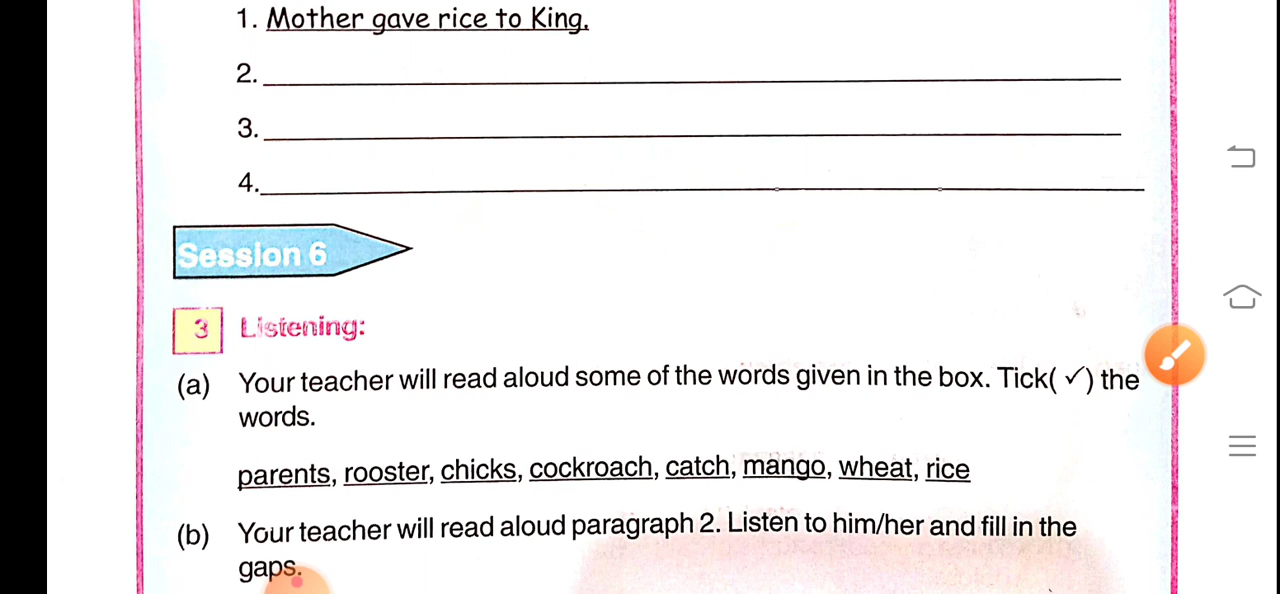 1. Mother gave rice to King.
2.
3.
4.
Session 6
3 Listening:
(a) Your teacher will read aloud some of the words given in the box. Tick( ✓) the
words.
parents, rooster, chicks, cockroach, catch, mango, wheat, rice
(b) Your teacher will read aloud paragraph 2. Listen to him/her and fill in the
gaps.